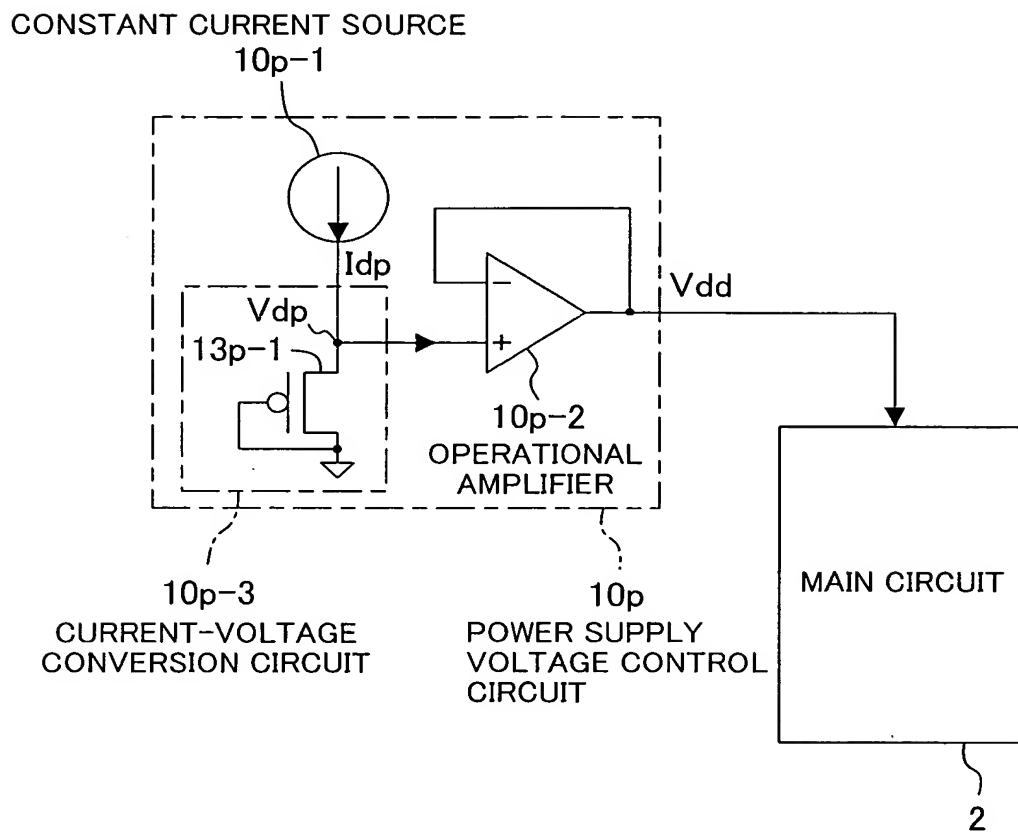 CONSTANT CURRENT SOURCE
10p-1
Idp
Vdp
13p-1
−
+
Vdd
10p-2
OPERATIONAL
AMPLIFIER
10p-3
CURRENT-VOLTAGE
CONVERSION CIRCUIT
10p
POWER SUPPLY
VOLTAGE CONTROL
CIRCUIT
MAIN CIRCUIT
2